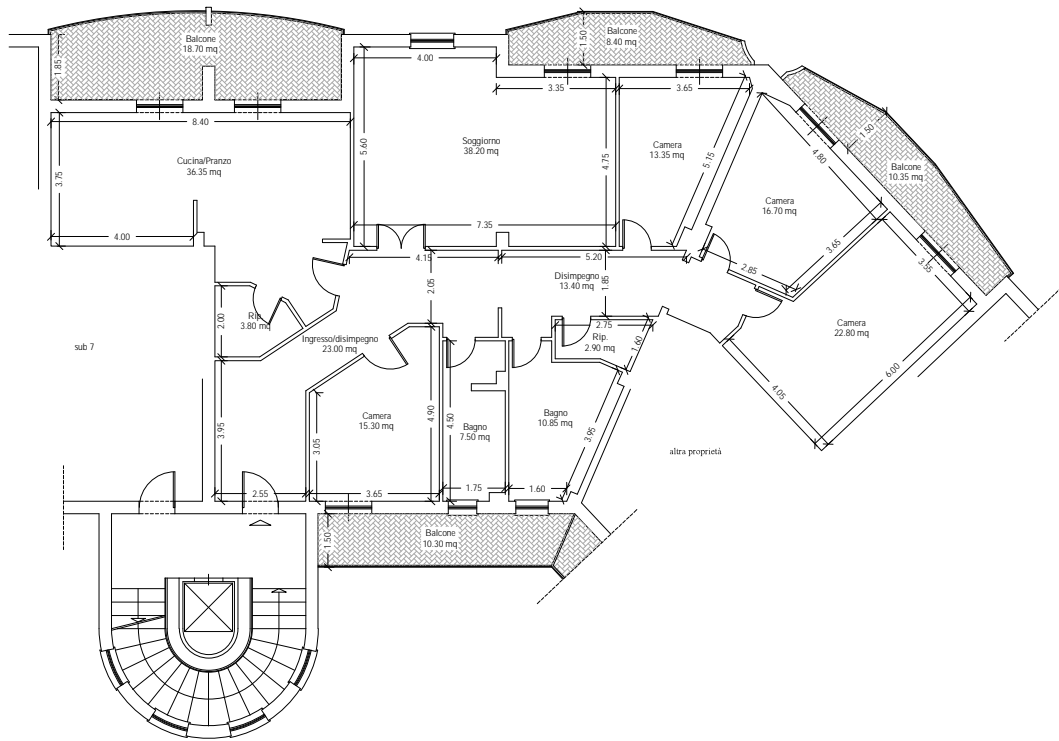 Balcone
18.70 mq
1.85
8.40
Cucina/Pranzo
36.35 mq
3.75
4.00
4.00
5.60
Soggiorno
38.20 mq
7.35
4.75
3.35
Balcone
8.40 mq
1.50
3.65
Camera
13.35 mq
5.15
Balcone
10.35 mq
1.50
4.80
Camera
16.70 mq
3.65
2.85
3.55
Camera
22.80 mq
6.00
4.05
4.15
5.20
Disimpegno
13.40 mq
1.85
2.05
Rip.
3.80 mq
2.00
Ingresso/disimpegno
23.00 mq
sub 7
3.95
2.55
Camera
15.30 mq
3.05
4.90
3.65
Bagno
7.50 mq
4.50
1.75
Bagno
10.85 mq
3.95
1.60
2.75
Rip.
2.90 mq
1.60
altra proprietà
Balcone
10.30 mq
1.50